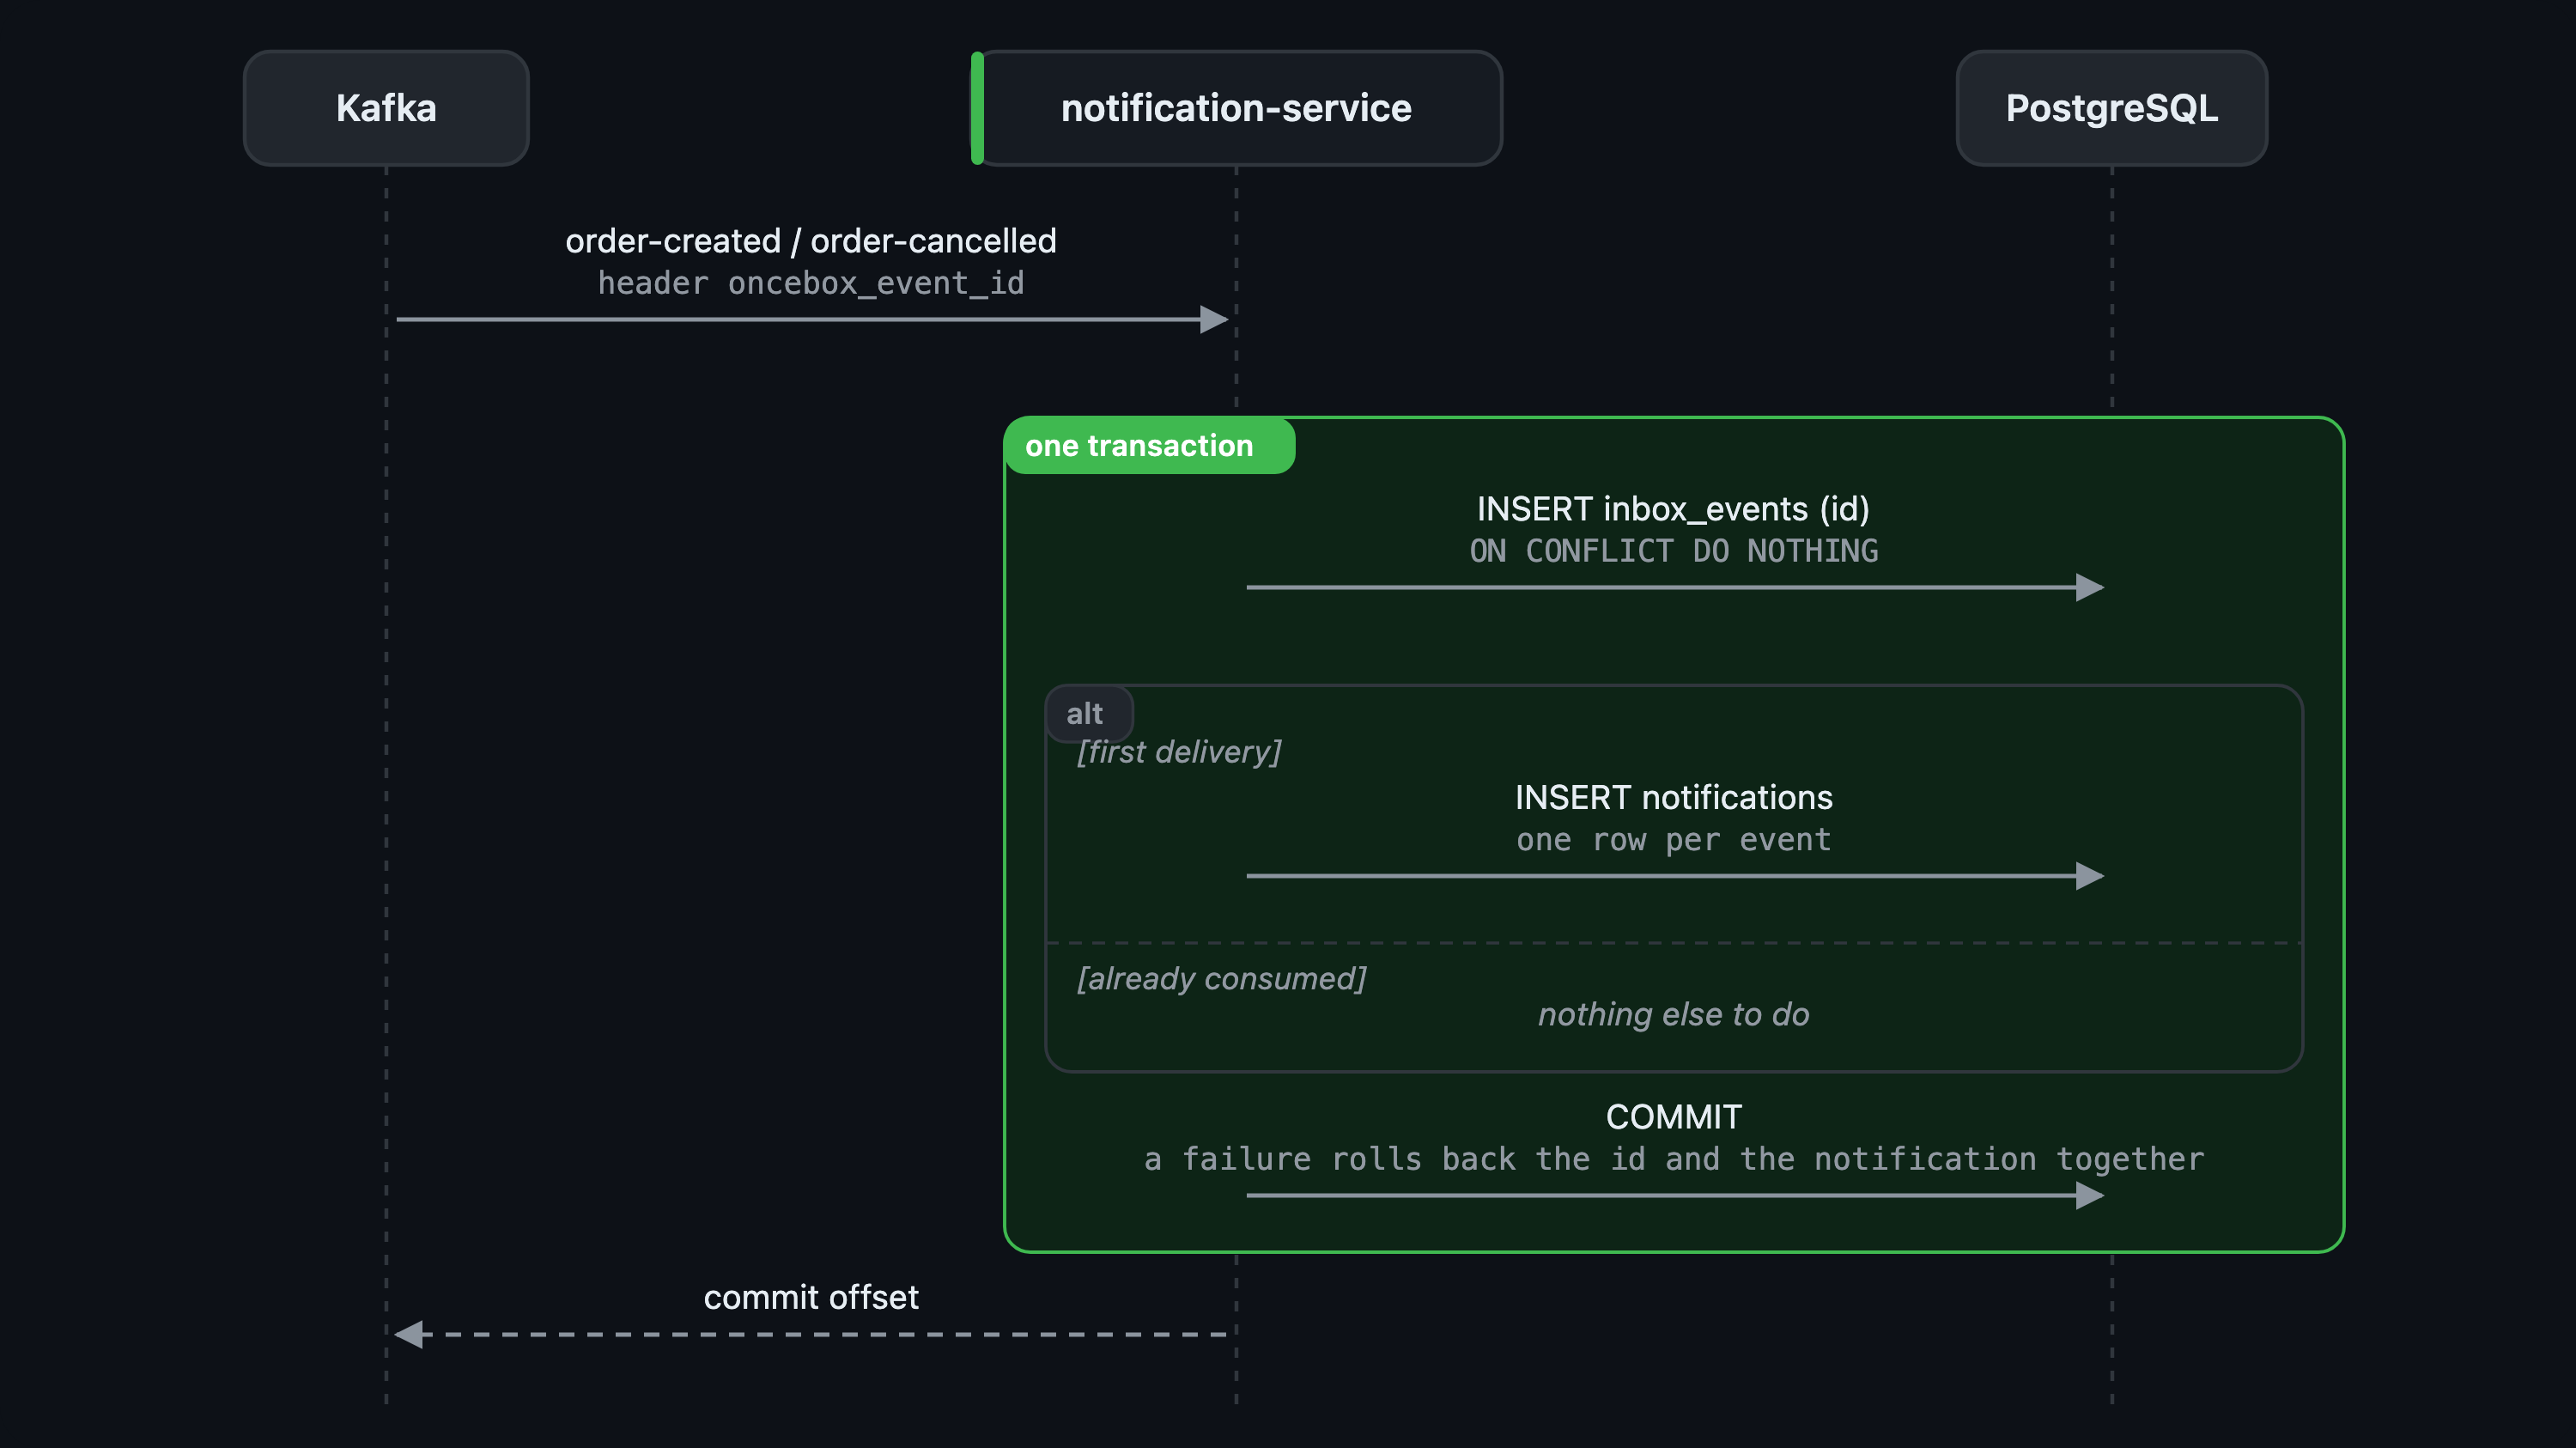 Kafka
notification-service
PostgreSQL
order-created / order-cancelled
header oncebox_event_id
one transaction
INSERT inbox_events (id)
ON CONFLICT DO NOTHING
alt
[first delivery]
INSERT notifications
one row per event
[already consumed]
nothing else to do
COMMIT
a failure rolls back the id and the notification together
commit offset